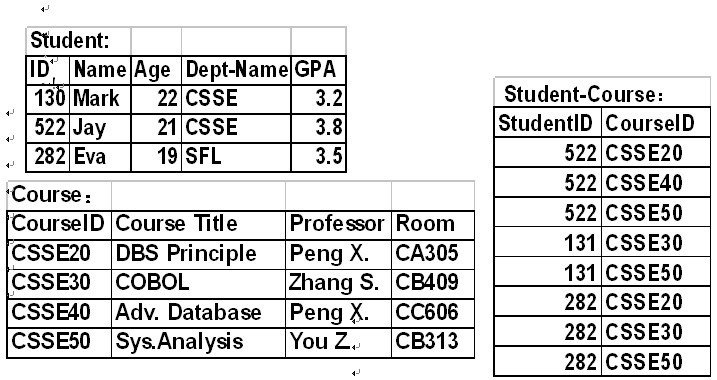 Student:
ID Name Age Dept-Name GPA
130 Mark 22 CSSE 3.2
522 Jay 21 CSSE 3.8
282 Eva 19 SFL 3.5
Course：
CourseID Course Title Professor Room
CSSE20 DBS Principle Peng X. CA305
CSSE30 COBOL Zhang S. CB409
CSSE40 Adv. Database Peng X. CC606
CSSE50 Sys.Analysis You Z. CB313
Student-Course：
StudentID CourseID
522 CSSE20
522 CSSE40
522 CSSE50
131 CSSE30
131 CSSE50
282 CSSE20
282 CSSE30
282 CSSE50